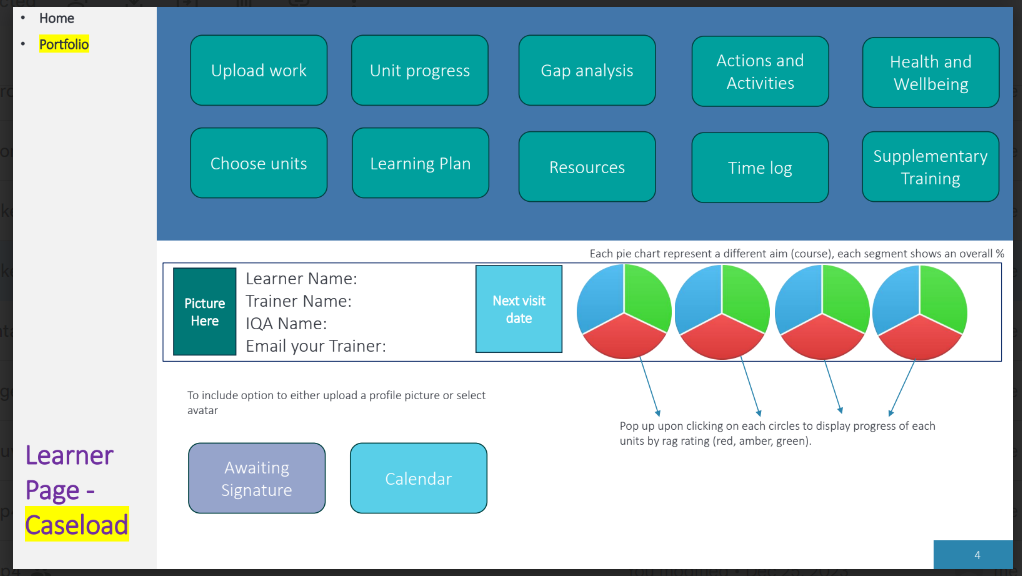 Home
Portfolio
Upload work
Unit progress
Gap analysis
Actions and
Activities
Health and
Wellbeing
Choose units
Learning Plan
Resources
Time log
Supplementary
Training
Each pie chart represent a different aim (course), each segment shows an overall %
Picture
Here
Learner Name:
Trainer Name:
IQA Name:
Email your Trainer:
Next visit
date
To include option to either upload a profile picture or select
avatar
Pop up upon clicking on each circles to display progress of each
units by rag rating (red, amber, green).
Awaiting
Signature
Calendar
Learner
Page -
Caseload
4